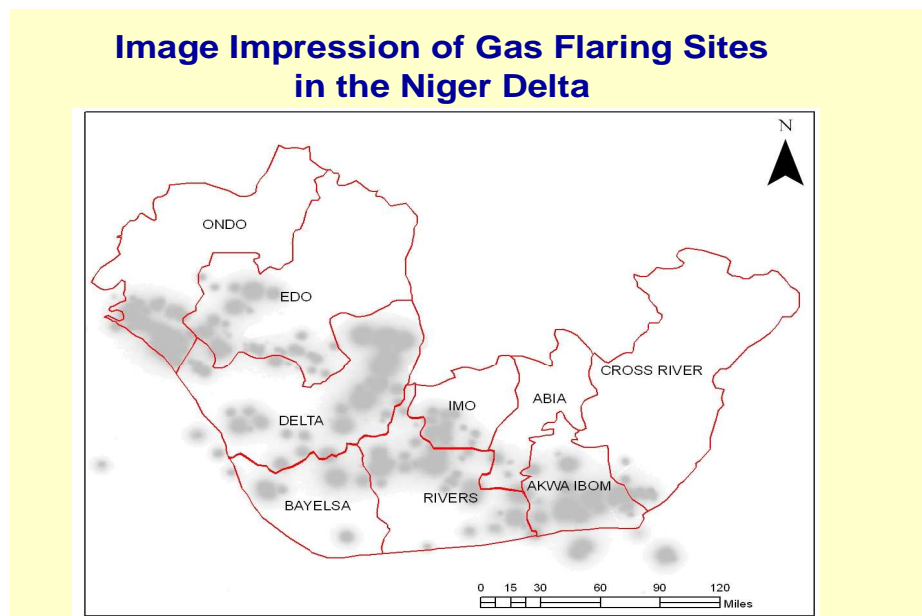 Image Impression of Gas Flaring Sites
in the Niger Delta
N
ONDO
EDO
CROSS RIVER
IMO
ABIA
DELTA
AKWA IBOM
BAYELSA
RIVERS
0 15 30 60 90 120
Miles